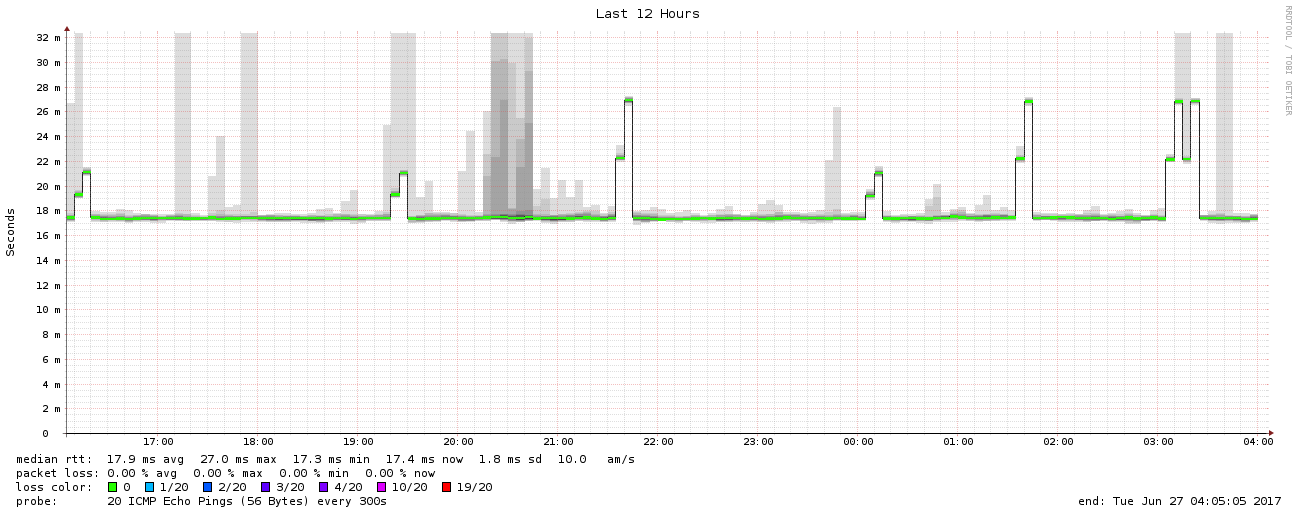 Last 12 Hours
RRDTOOL / TOBI OETIKER
Seconds
32 m
30 m
28 m
26 m
24 m
22 m
20 m
18 m
16 m
14 m
12 m
10 m
8 m
6 m
4 m
2 m
0
17:00 18:00 19:00 20:00 21:00 22:00 23:00 00:00 01:00 02:00 03:00 04:00
median rtt: 17.9 ms avg 27.0 ms max 17.3 ms min 17.4 ms now 1.8 ms sd 10.0 am/s
packet loss: 0.00 % avg 0.00 % max 0.00 % min 0.00 % now
loss color: 0 1/20 2/20 3/20 4/20 10/20 19/20
probe: 20 ICMP Echo Pings (56 Bytes) every 300s end: Tue Jun 27 04:05:05 2017